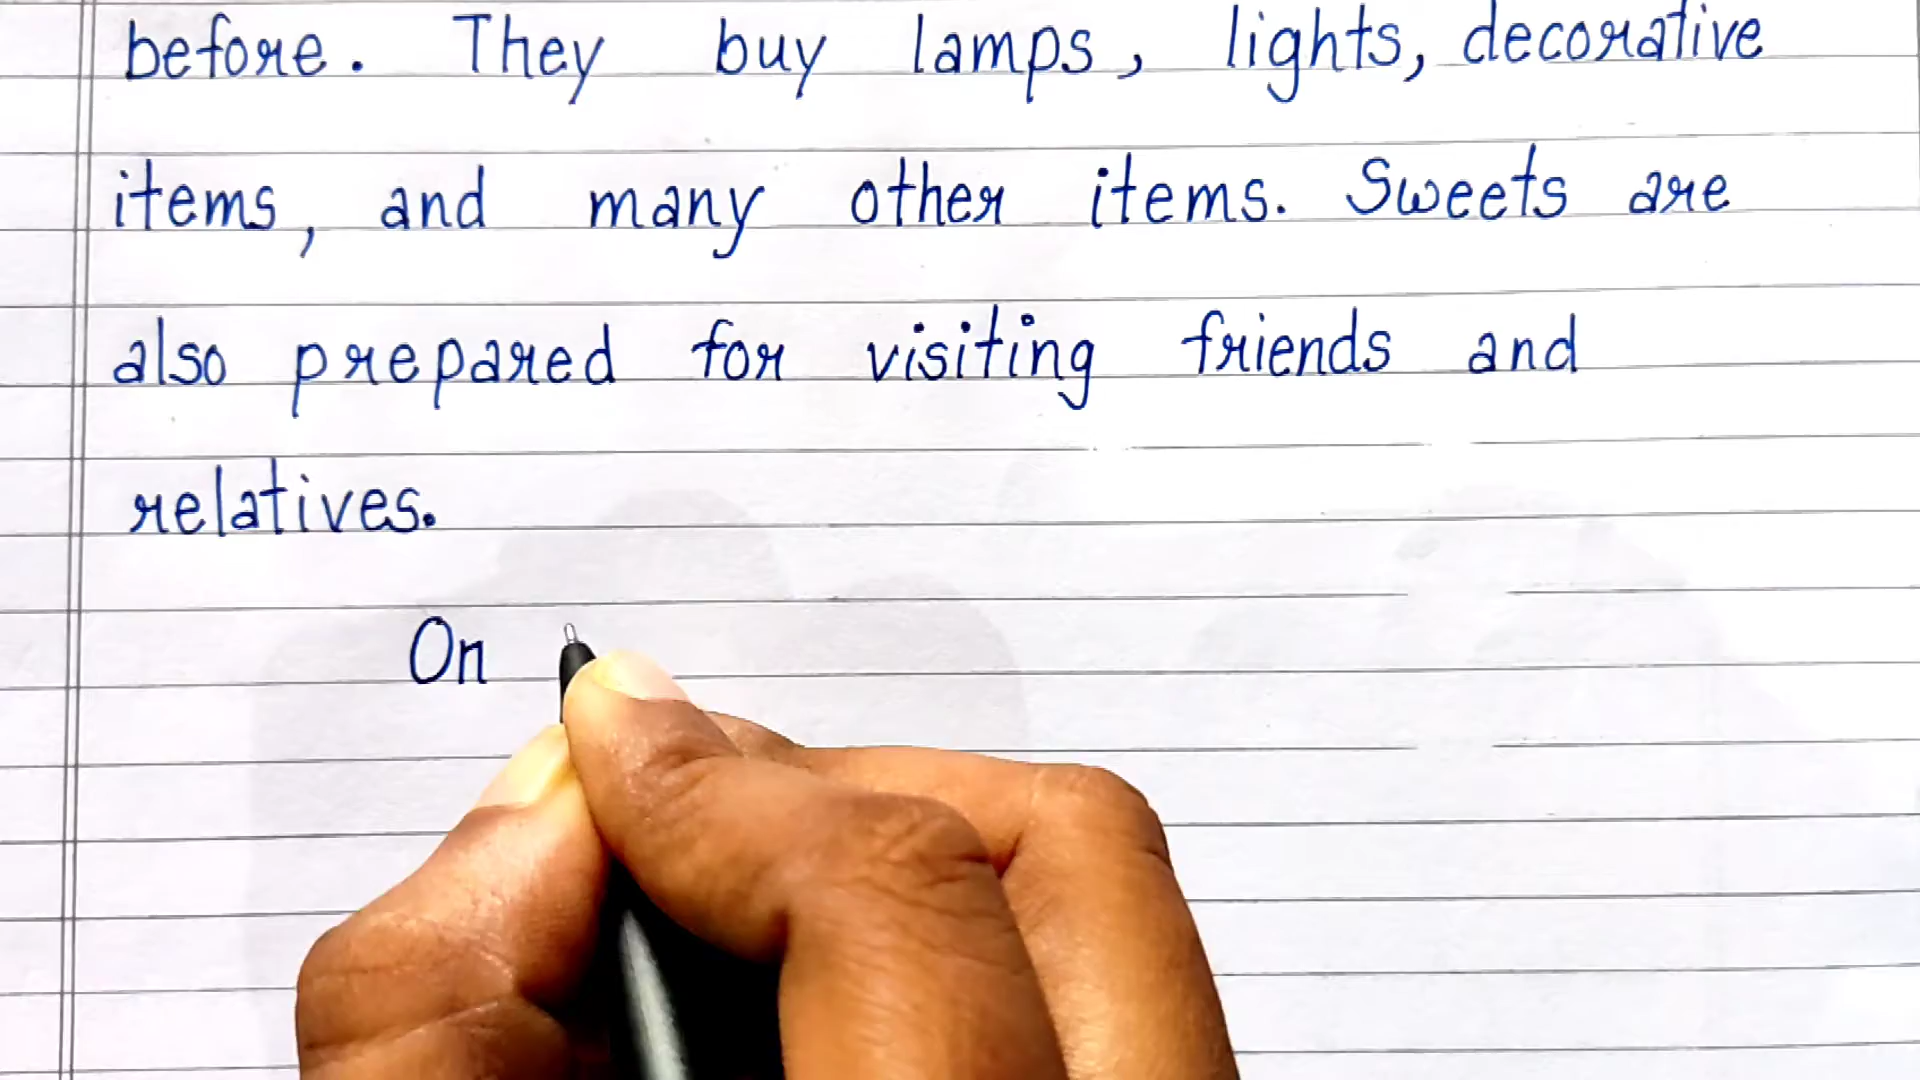 before. They buy lamps, lights, decorative
items, and many other items. Sweets are
also prepared for visiting friends and
relatives.
On